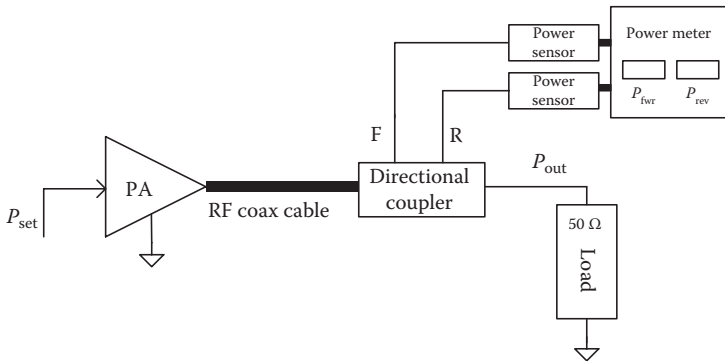 Power
sensor
Power meter
Power
sensor
P_fwr
P_rev
F
R
P_out
Directional
coupler
PA
RF coax cable
P_set
50 Ω
Load